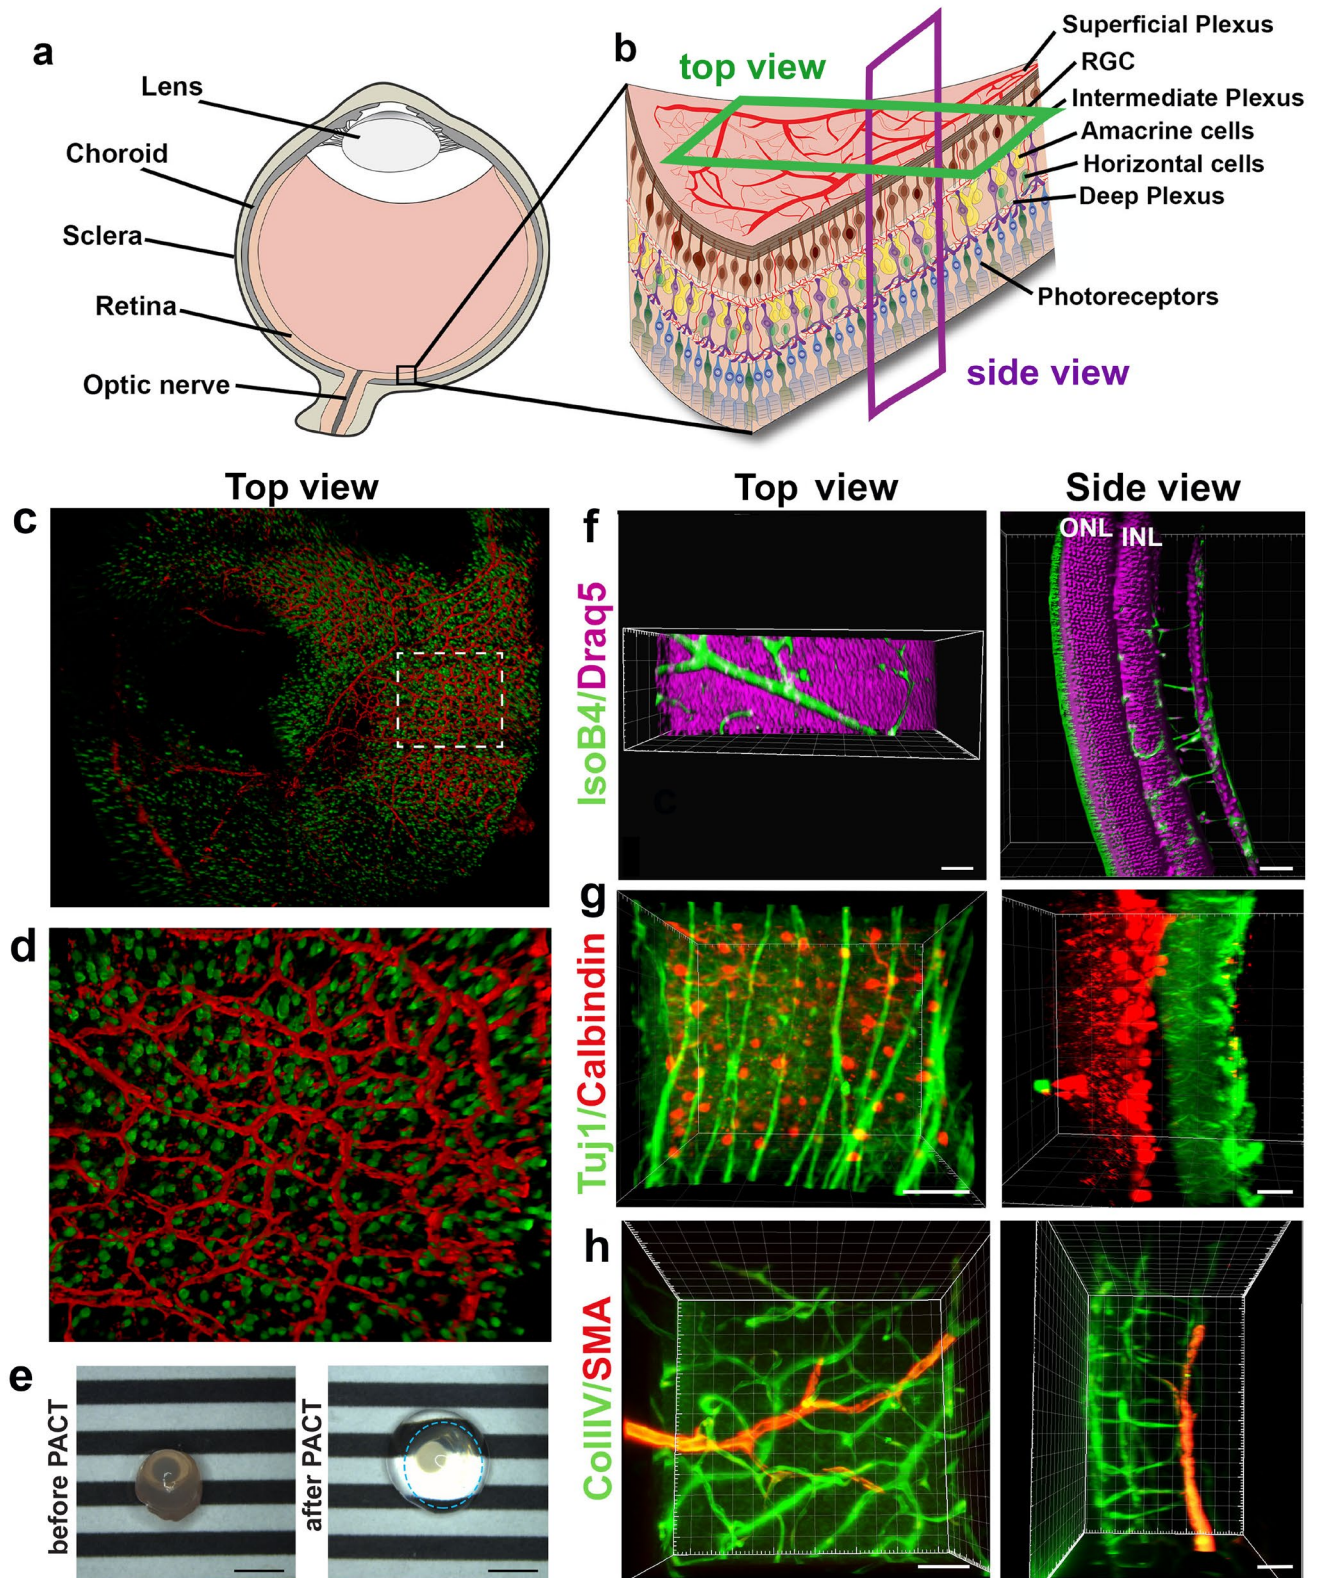 a
Lens
Choroid
Sclera
Retina
Optic nerve
b
top view
side view
Superficial Plexus
RGC
Intermediate Plexus
Amacrine cells
Horizontal cells
Deep Plexus
Photoreceptors
Top view
c
d
e
before PACT
after PACT
Top view
Side view
f
IsoB4/Draq5
c
ONL
INL
g
Tuj1/Calbindin
h
ColIIV/SMA